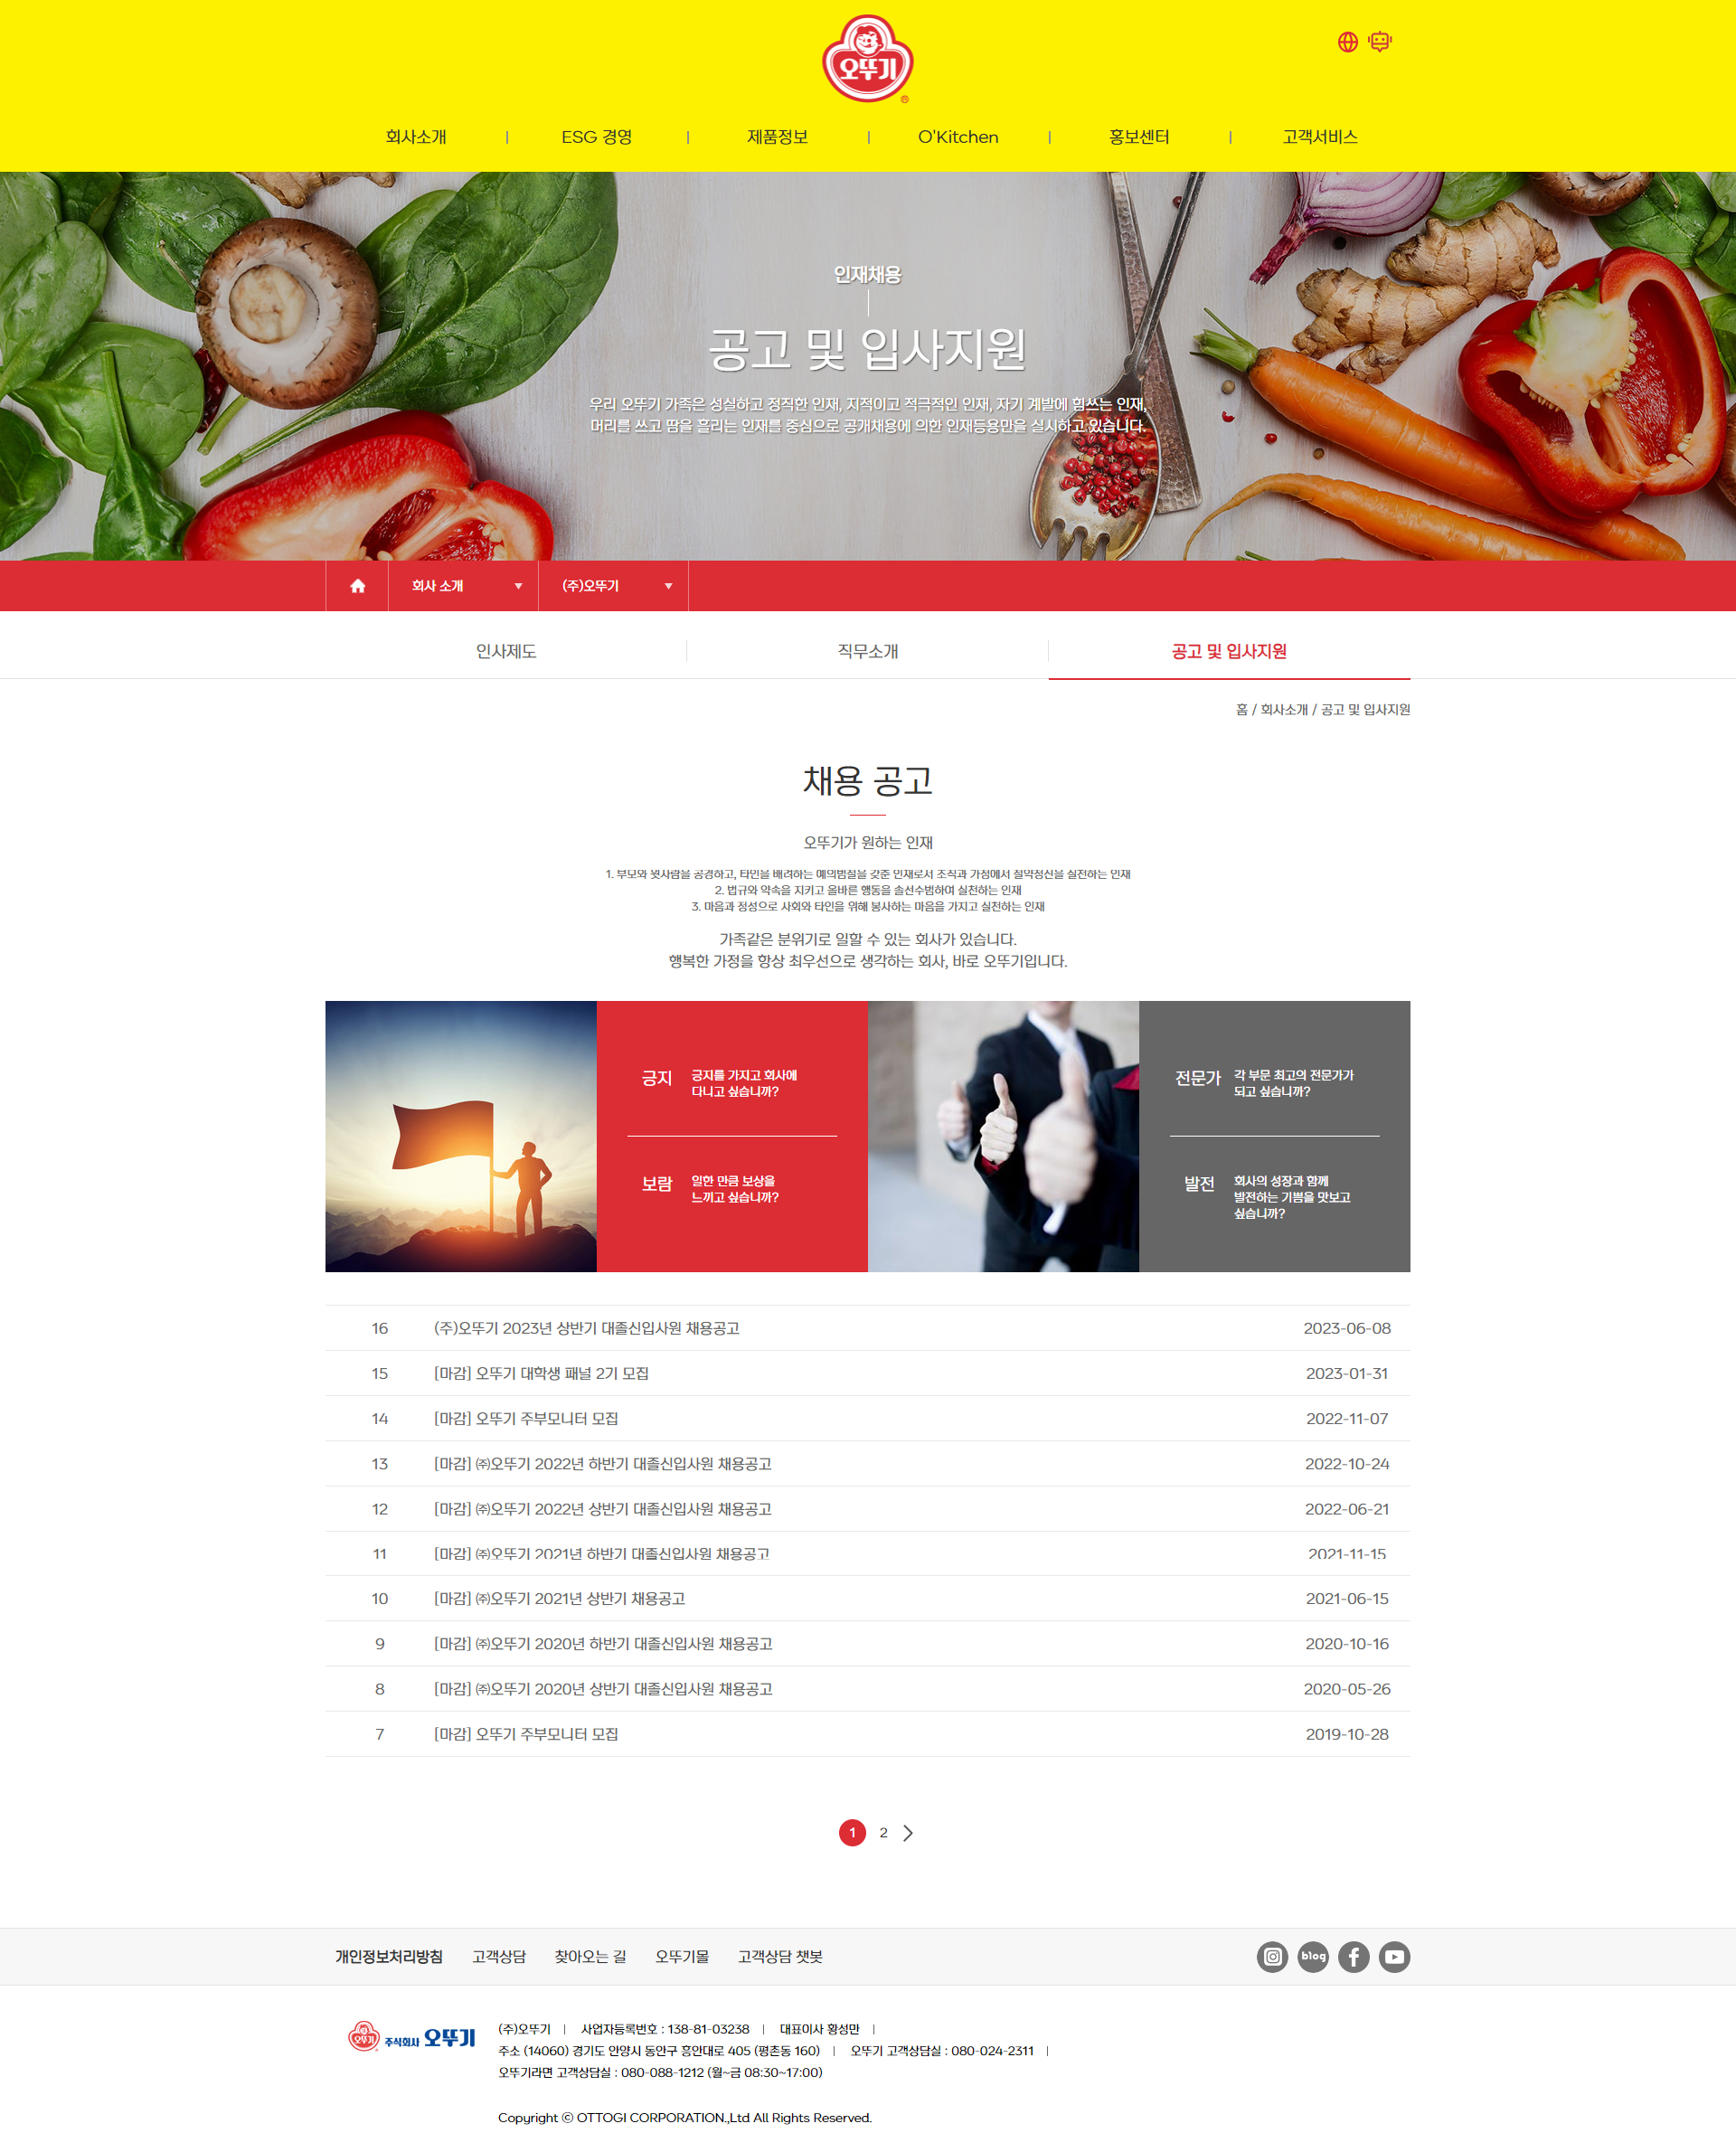 오뚜기
®
회사소개
ESG 경영
제품정보
O'Kitchen
홍보센터
고객서비스
인재채용
공고 및 입사지원
우리 오뚜기 가족은 성실하고 정직한 인재, 지적이고 적극적인 인재, 자기 계발에 힘쓰는 인재,
머리를 쓰고 땀을 흘리는 인재를 중심으로 공개채용에 의한 인재등용만을 실시하고 있습니다.
회사 소개
(주)오뚜기
인사제도
직무소개
공고 및 입사지원
홈 / 회사소개 / 공고 및 입사지원
채용 공고
오뚜기가 원하는 인재
1. 부모와 윗사람을 공경하고, 타인을 배려하는 예의범절을 갖춘 인재로서 조직과 가정에서 절약정신을 실천하는 인재
2. 법규와 약속을 지키고 올바른 행동을 솔선수범하여 실천하는 인재
3. 마음과 정성으로 사회와 타인을 위해 봉사하는 마음을 가지고 실천하는 인재
가족같은 분위기로 일할 수 있는 회사가 있습니다.
행복한 가정을 항상 최우선으로 생각하는 회사, 바로 오뚜기입니다.
긍지
긍지를 가지고 회사에
다니고 싶습니까?
보람
일한 만큼 보상을
느끼고 싶습니까?
전문가
각 부문 최고의 전문가가
되고 싶습니까?
발전
회사의 성장과 함께
발전하는 기쁨을 맛보고
싶습니까?
16 (주)오뚜기 2023년 상반기 대졸신입사원 채용공고 2023-06-08
15 [마감] 오뚜기 대학생 패널 2기 모집 2023-01-31
14 [마감] 오뚜기 주부모니터 모집 2022-11-07
13 [마감] ㈜오뚜기 2022년 하반기 대졸신입사원 채용공고 2022-10-24
12 [마감] ㈜오뚜기 2022년 상반기 대졸신입사원 채용공고 2022-06-21
11 [마감] ㈜오뚜기 2021년 하반기 대졸신입사원 채용공고 2021-11-15
10 [마감] ㈜오뚜기 2021년 상반기 채용공고 2021-06-15
9 [마감] ㈜오뚜기 2020년 하반기 대졸신입사원 채용공고 2020-10-16
8 [마감] ㈜오뚜기 2020년 상반기 대졸신입사원 채용공고 2020-05-26
7 [마감] 오뚜기 주부모니터 모집 2019-10-28
1 2
개인정보처리방침 고객상담 찾아오는 길 오뚜기몰 고객상담 챗봇
blog
오뚜기 주식회사 오뚜기
(주)오뚜기 | 사업자등록번호 : 138-81-03238 | 대표이사 황성만 |
주소 (14060) 경기도 안양시 동안구 흥안대로 405 (평촌동 160) | 오뚜기 고객상담실 : 080-024-2311 |
오뚜기라면 고객상담실 : 080-088-1212 (월~금 08:30~17:00)
Copyright ⓒ OTTOGI CORPORATION.,Ltd All Rights Reserved.